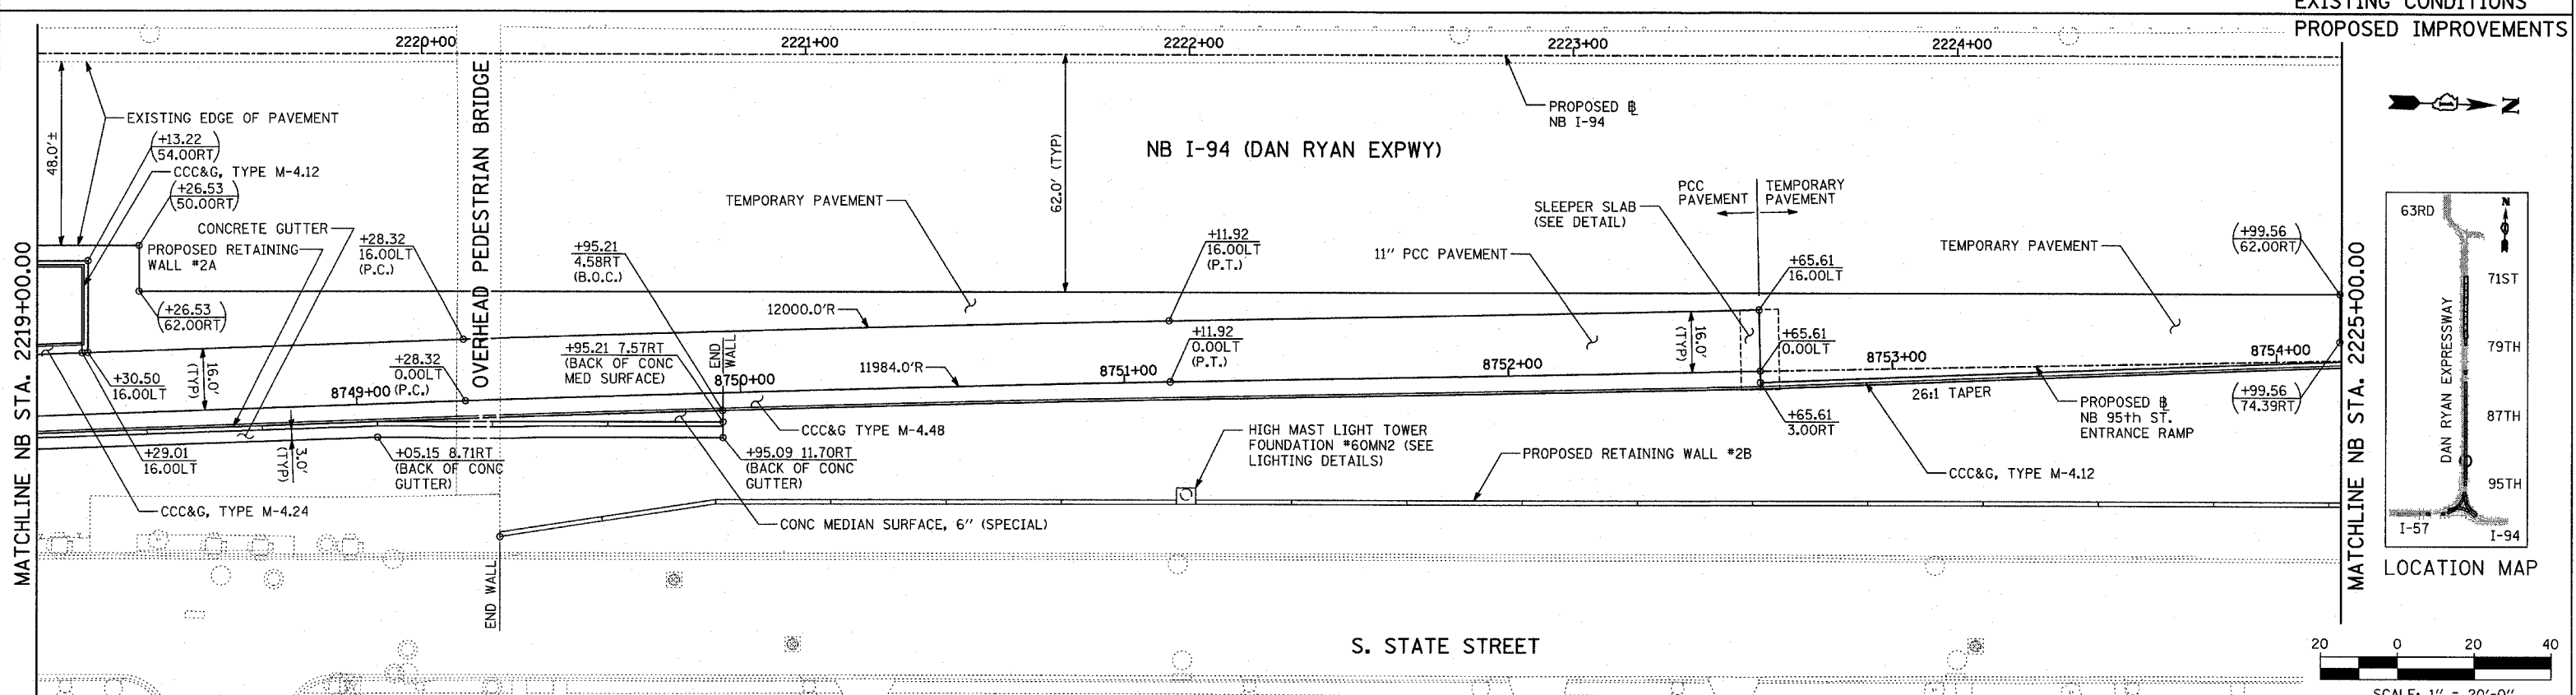 EXISTING CONDITIONS
PROPOSED IMPROVEMENTS
2220+00
2221+00
2222+00
2223+00
2224+00
MATCHLINE NB STA. 2219+00.00
48.0'±
EXISTING EDGE OF PAVEMENT
(+13.22
54.00RT)
CCC&G, TYPE M-4.12
(+26.53
50.00RT)
CONCRETE GUTTER
PROPOSED RETAINING
WALL #2A
(+26.53
62.00RT)
+30.50
16.00LT
16.0'
(TYP)
+29.01
16.00LT
CCC&G, TYPE M-4.24
3.0'
(TYP)
+28.32
16.00LT
(P.C.)
+28.32
0.00LT
(P.C.)
8749+00
+05.15 8.71RT
(BACK OF CONC
GUTTER)
OVERHEAD PEDESTRIAN BRIDGE
+95.21
4.58RT
(B.O.C.)
+95.21 7.57RT
(BACK OF CONC
MED SURFACE)
END
WALL
8750+00
CCC&G TYPE M-4.48
+95.09 11.70RT
(BACK OF CONC
GUTTER)
CONC MEDIAN SURFACE, 6" (SPECIAL)
END WALL
TEMPORARY PAVEMENT
12000.0'R
11984.0'R
62.0' (TYP)
NB I-94 (DAN RYAN EXPWY)
+11.92
16.00LT
(P.T.)
+11.92
0.00LT
(P.T.)
8751+00
HIGH MAST LIGHT TOWER
FOUNDATION #60MN2 (SEE
LIGHTING DETAILS)
PROPOSED RETAINING WALL #2B
11" PCC PAVEMENT
8752+00
PROPOSED B
NB I-94
SLEEPER SLAB
(SEE DETAIL)
PCC
PAVEMENT
TEMPORARY
PAVEMENT
16.0'
(TYP)
+65.61
16.00LT
+65.61
0.00LT
+65.61
3.00RT
8753+00
26:1 TAPER
CCC&G, TYPE M-4.12
TEMPORARY PAVEMENT
PROPOSED B
NB 95th ST.
ENTRANCE RAMP
8754+00
(+99.56
62.00RT)
(+99.56
74.39RT)
MATCHLINE NB STA. 2225+00.00
S. STATE STREET
N
63RD
N
71ST
79TH
87TH
95TH
DAN RYAN EXPRESSWAY
I-57
I-94
LOCATION MAP
20 0 20 40
SCALE: 1" = 20'-0"